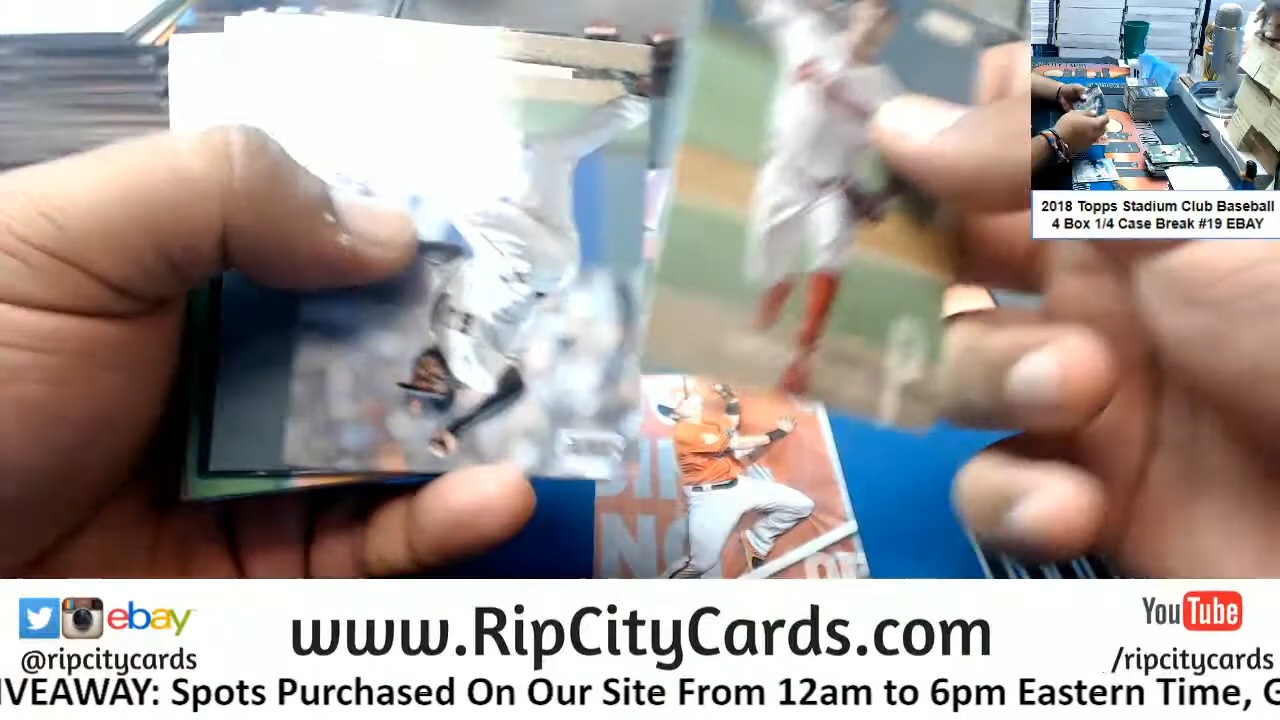 2018 Topps Stadium Club Baseball
4 Box 1/4 Case Break #19 EBAY
ebay
@ripcitycards
www.RipCityCards.com
YouTube
/ripcitycards
IVEAWAY: Spots Purchased On Our Site From 12am to 6pm Eastern Time, G